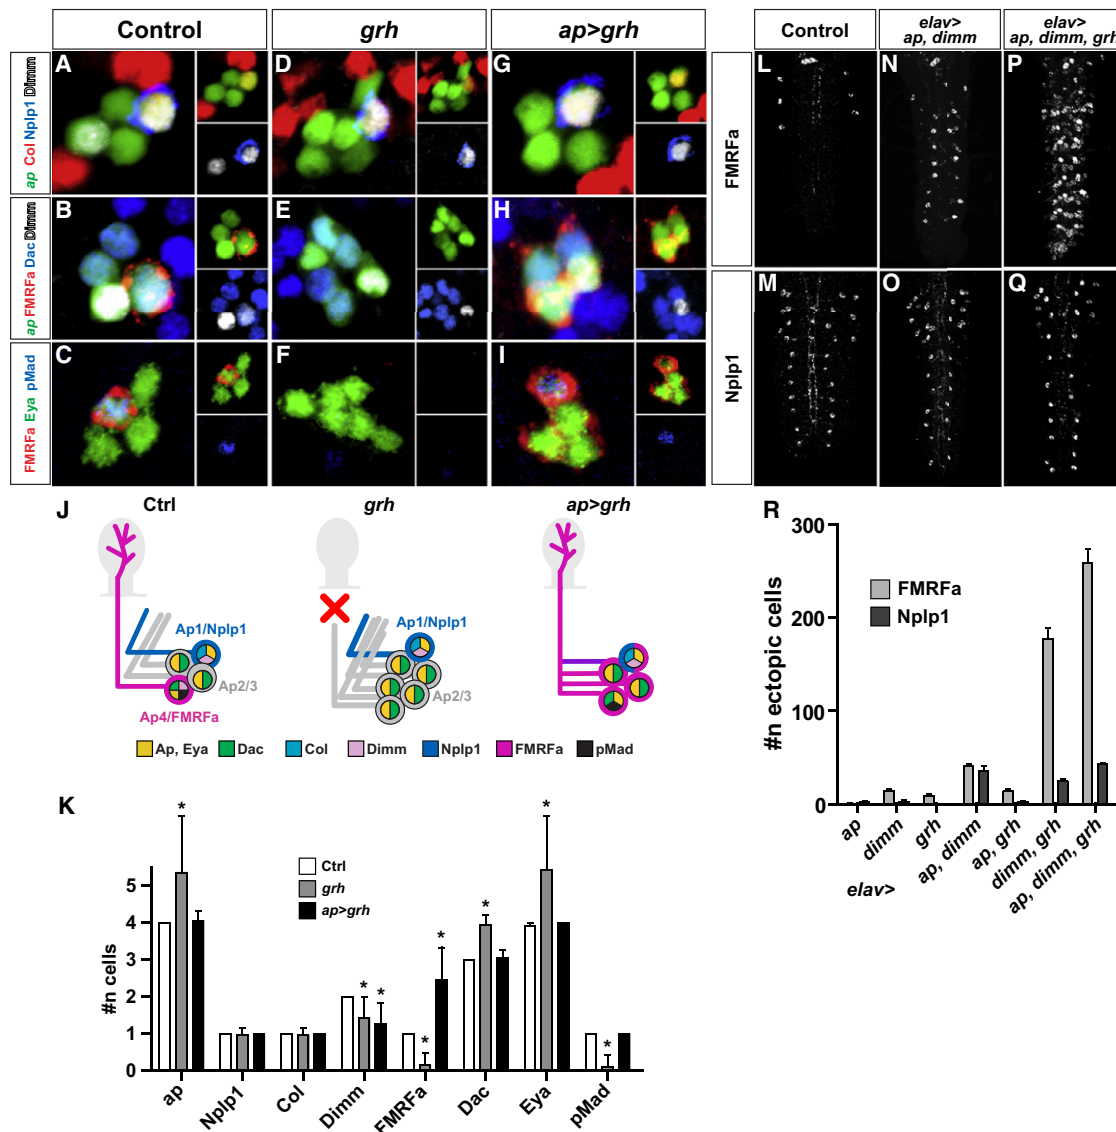 Control
grh
ap>grh
Control
elav>
ap, dimm
elav>
ap, dimm, grh
ap Col Nplp1 Dimm
A
D
G
ap FMRFa Dac Dimm
B
E
H
FMRFa Eya pMad
C
F
I
FMRFa
L
N
P
Nplp1
M
O
Q
J
Ctrl
grh
ap>grh
Ap1/Nplp1
Ap2/3
Ap4/FMRFa
Ap1/Nplp1
Ap2/3
Ap, Eya
Dac
Col
Dimm
Nplp1
FMRFa
pMad
K
#n cells
5
4
3
2
1
0
Ctrl
grh
ap>grh
*
*
*
*
*
*
*
*
ap
Nplp1
Col
Dimm
FMRFa
Dac
Eya
pMad
R
#n ectopic cells
300
200
100
0
FMRFa
Nplp1
elav>
ap
dimm
grh
ap, dimm
ap, grh
dimm, grh
ap, dimm, grh